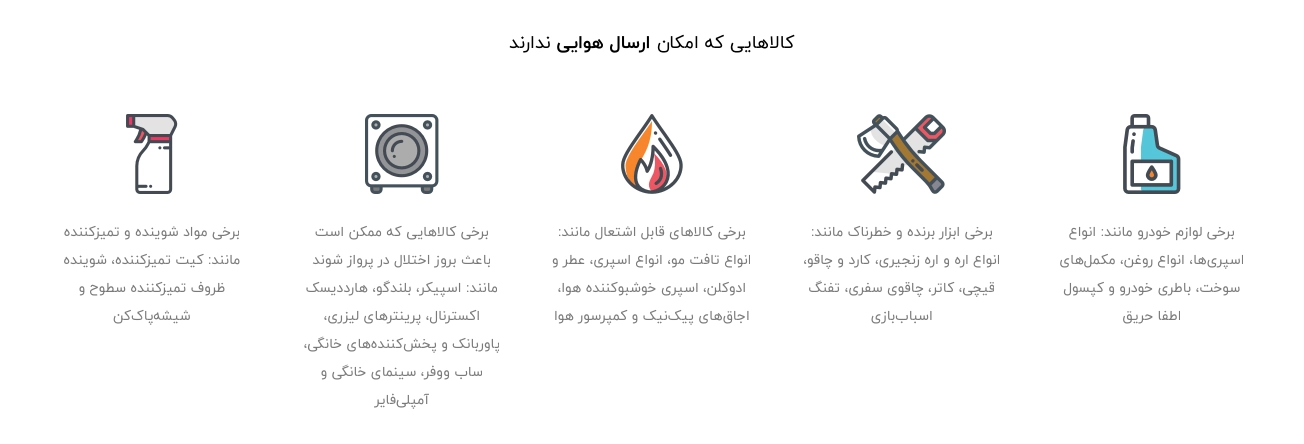 کالاهایی که امکان ارسال هوایی ندارند
برخی لوازم خودرو مانند: انواع
اسپری‌ها، انواع روغن، مکمل‌های
سوخت، باطری خودرو و کپسول
اطفا حریق
برخی ابزار برنده و خطرناک مانند:
انواع اره و اره زنجیری، کارد و چاقو،
قیچی، کاتر، چاقوی سفری، تفنگ
اسباب‌بازی
برخی کالاهای قابل اشتعال مانند:
انواع تافت مو، انواع اسپری، عطر و
ادوکلن، اسپری خوشبوکننده هوا،
اجاق‌های پیک‌نیک و کمپرسور هوا
برخی کالاهایی که ممکن است
باعث بروز اختلال در پرواز شوند
مانند: اسپیکر، بلندگو، هارددیسک
اکسترنال، پرینترهای لیزری،
پاوربانک و پخش‌کننده‌های خانگی،
ساب ووفر، سینمای خانگی و
آمپلی‌فایر
برخی مواد شوینده و تمیزکننده
مانند: کیت تمیزکننده، شوینده
ظروف تمیزکننده سطوح و
شیشه‌پاک‌کن